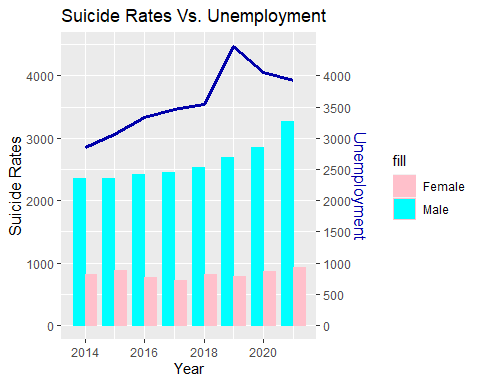 Suicide Rates Vs. Unemployment
Suicide Rates
4000
3000
2000
1000
0
4000
3500
3000
2500
2000
1500
1000
500
0
Unemployment
2014
2016
2018
2020
Year
fill
Female
Male